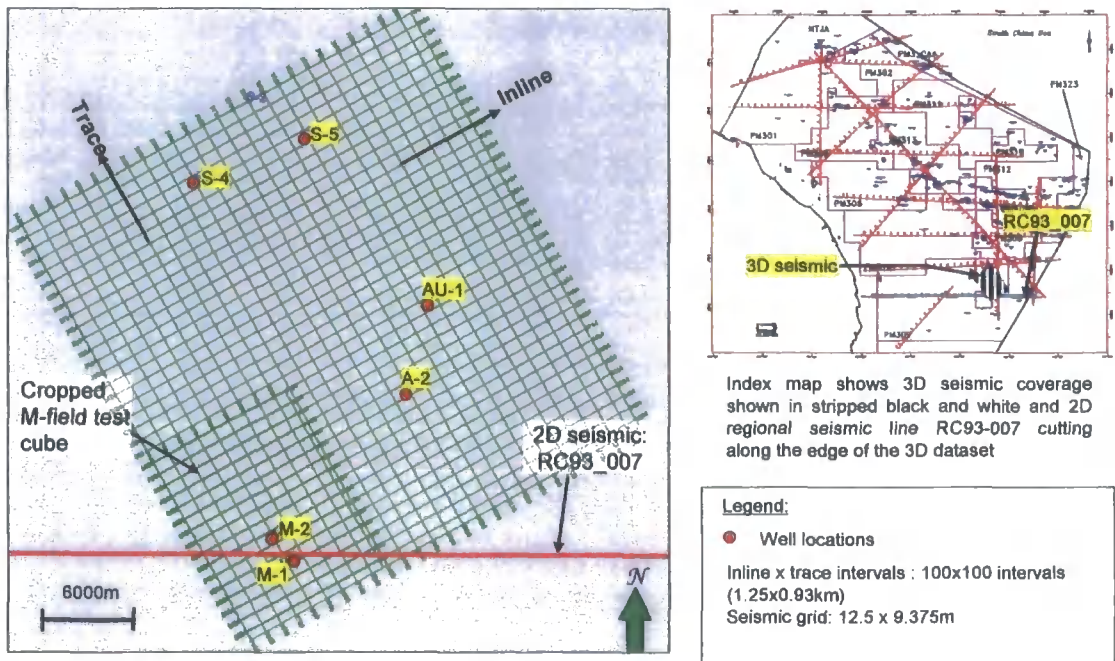 Trace
Inline
S-5
S-4
AU-1
A-2
Cropped
M-field test
cube
2D seismic:
RC93_007
M-2
M-1
6000m
N
South China Sea
PM323
PM301
RC93_007
3D seismic
Index map shows 3D seismic coverage
shown in stripped black and white and 2D
regional seismic line RC93-007 cutting
along the edge of the 3D dataset
Legend:
Well locations
Inline x trace intervals : 100x100 intervals
(1.25x0.93km)
Seismic grid: 12.5 x 9.375m